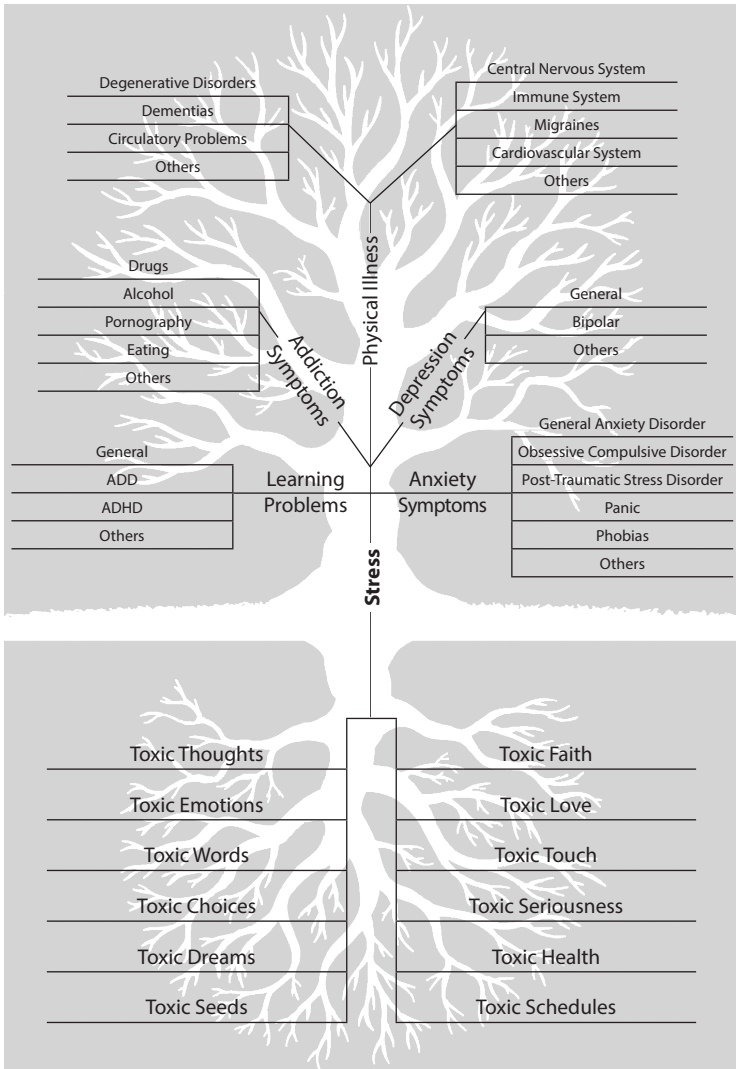 Degenerative Disorders
Dementias
Circulatory Problems
Others
Central Nervous System
Immune System
Migraines
Cardiovascular System
Others
Physical Illness
Drugs
Alcohol
Pornography
Eating
Others
Addiction
Symptoms
Depression
Symptoms
General
Bipolar
Others
General
ADD
ADHD
Others
Learning
Problems
Anxiety
Symptoms
General Anxiety Disorder
Obsessive Compulsive Disorder
Post-Traumatic Stress Disorder
Panic
Phobias
Others
Stress
Toxic Thoughts
Toxic Emotions
Toxic Words
Toxic Choices
Toxic Dreams
Toxic Seeds
Toxic Faith
Toxic Love
Toxic Touch
Toxic Seriousness
Toxic Health
Toxic Schedules